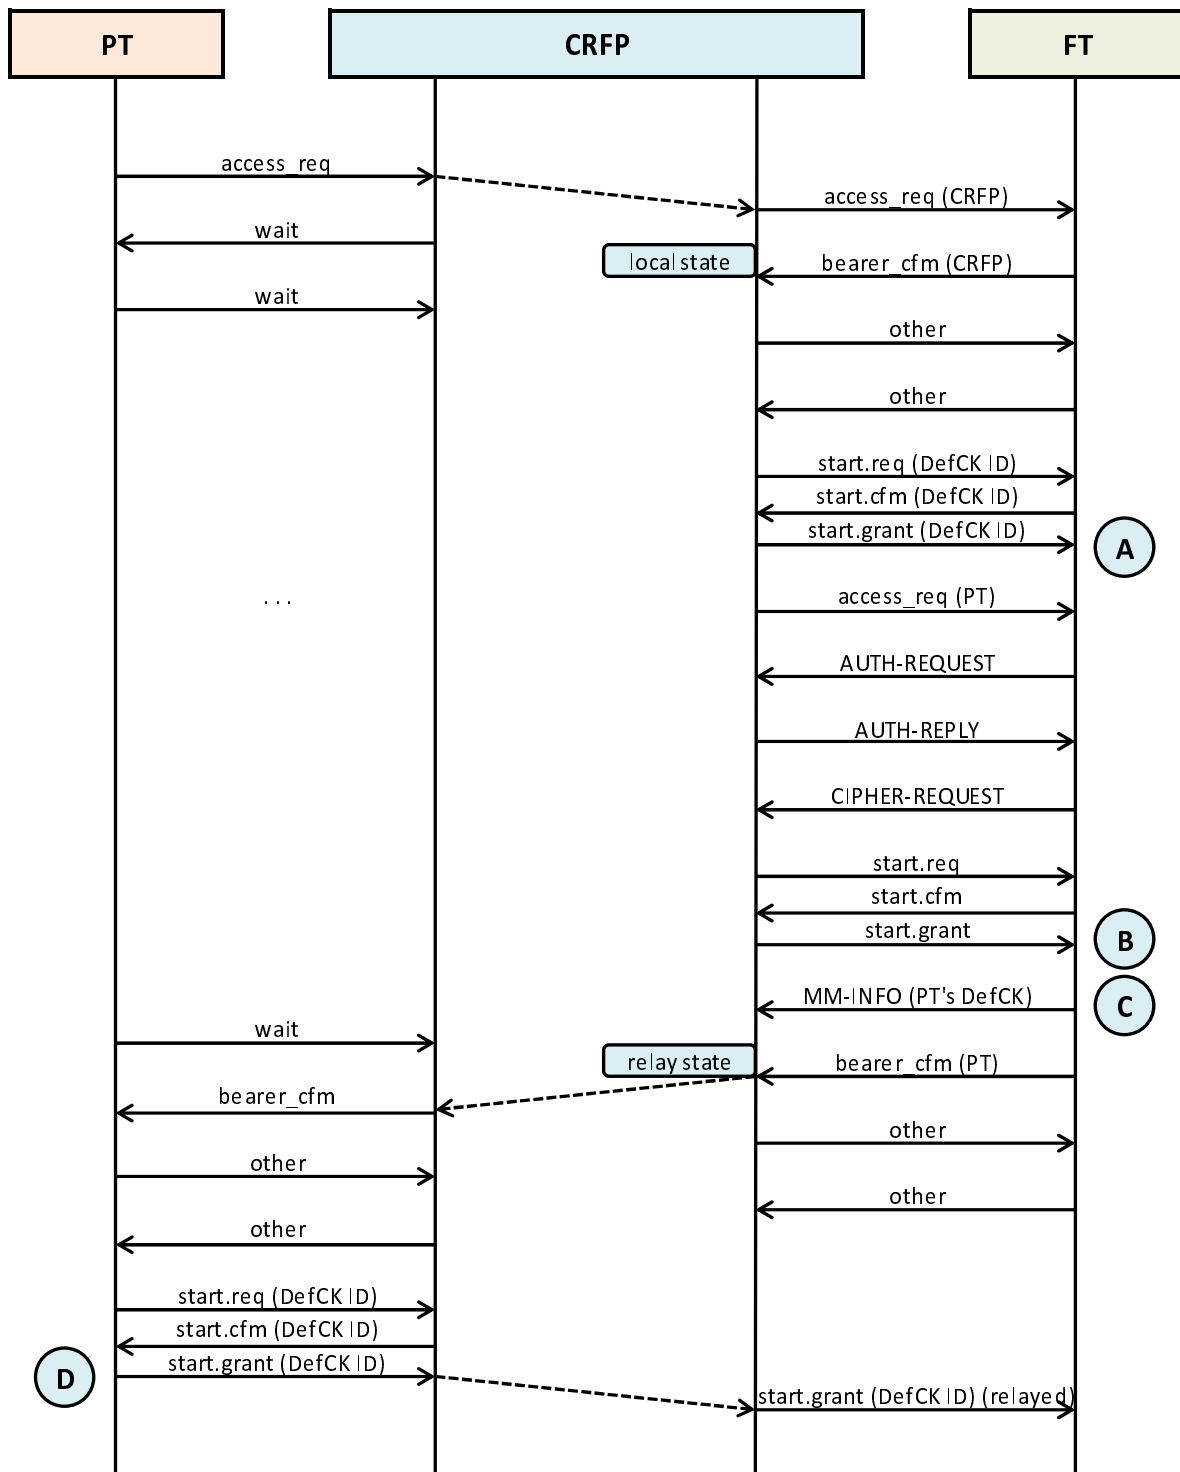 PT
CRFP
FT
access_req
access_req (CRFP)
wait
local state
bearer_cfm (CRFP)
wait
other
other
start.req (DefCK ID)
start.cfm (DefCK ID)
start.grant (DefCK ID)
A
. . .
access_req (PT)
AUTH-REQUEST
AUTH-REPLY
CIPHER-REQUEST
start.req
start.cfm
start.grant
B
MM-INFO (PT's DefCK)
C
wait
relay state
bearer_cfm (PT)
bearer_cfm
other
other
other
other
start.req (DefCK ID)
start.cfm (DefCK ID)
start.grant (DefCK ID)
D
start.grant (DefCK ID) (relayed)